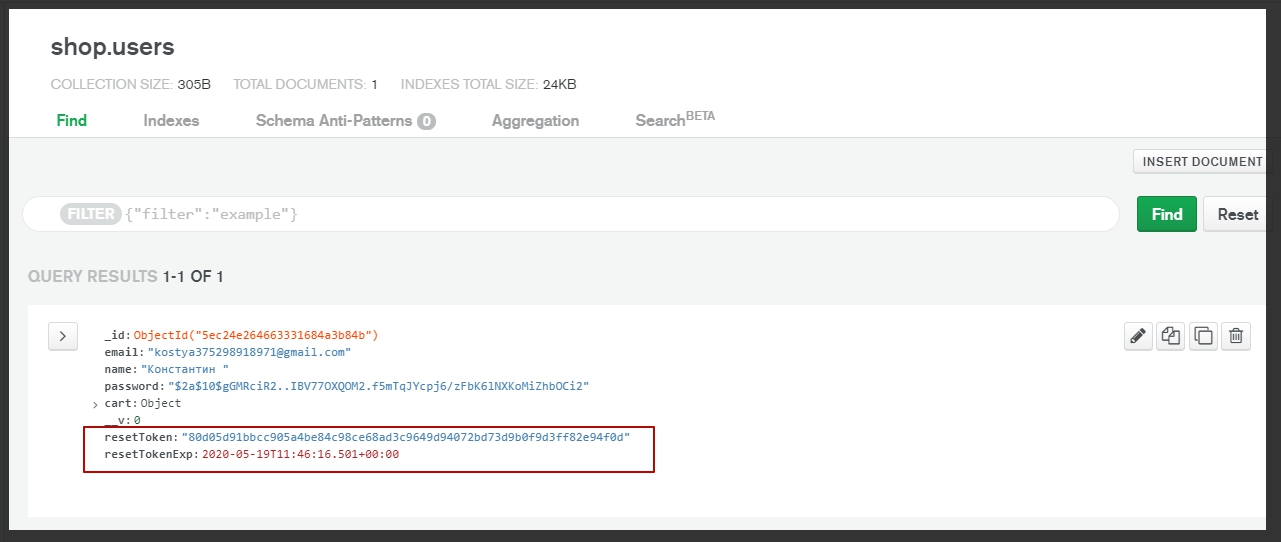 shop.users
COLLECTION SIZE: 305B TOTAL DOCUMENTS: 1 INDEXES TOTAL SIZE: 24KB
Find Indexes Schema Anti-Patterns 0 Aggregation Search BETA
INSERT DOCUMENT
FILTER {"filter":"example"} Find Reset
QUERY RESULTS 1-1 OF 1
_id: ObjectId("5ec24e264663331684a3b84b")
email: "kostya375298918971@gmail.com"
name: "Константин "
password: "$2a$10$gGMRciR2..IBV77OXQOM2.f5mTqJYcpj6/zFbK6lNXKoMiZhbOCi2"
cart: Object
__v: 0
resetToken: "80d05d91bbcc905a4be84c98ce68ad3c9649d94072bd73d9b0f9d3ff82e94f0d"
resetTokenExp: 2020-05-19T11:46:16.501+00:00